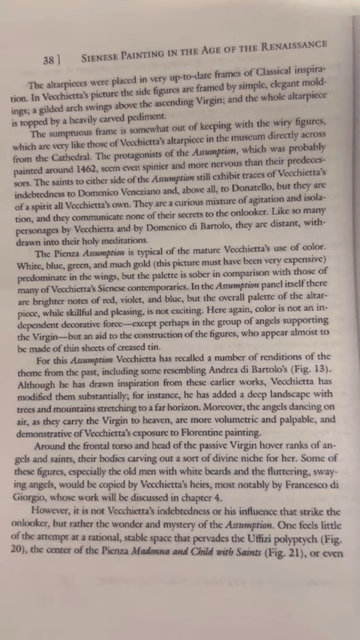 38 ] SIENESE PAINTING IN THE AGE OF THE RENAISSANCE
The altarpieces were placed in very up-to-date frames of Classical inspira-
tion. In Vecchietta's picture the side figures are framed by simple, elegant mold-
ings; a gilded arch swings above the ascending Virgin; and the whole altarpiece
is topped by a heavily carved pediment.
The sumptuous frame is somewhat out of keeping with the wiry figures,
which are very like those of Vecchietta's altarpiece in the museum directly across
from the Cathedral. The protagonists of the Assumption, which was probably
painted around 1462, seem even spinier and more nervous than their predeces-
sors. The saints to either side of the Assumption still exhibit traces of Vecchietta's
indebtedness to Domenico Veneziano and, above all, to Donatello, but they are
of a spirit all Vecchietta's own. They are a curious mixture of agitation and isola-
tion, and they communicate none of their secrets to the onlooker. Like so many
personages by Vecchietta and by Domenico di Bartolo, they are distant, with-
drawn into their holy meditations.
The Pienza Assumption is typical of the mature Vecchietta's use of color.
White, blue, green, and much gold (this picture must have been very expensive)
predominate in the wings, but the palette is sober in comparison with those of
many of Vecchietta's Sienese contemporaries. In the Assumption panel itself there
are brighter notes of red, violet, and blue, but the overall palette of the altar-
piece, while skillful and pleasing, is not exciting. Here again, color is not an in-
dependent decorative force—except perhaps in the group of angels supporting
the Virgin—but an aid to the construction of the figures, who appear almost to
be made of thin sheets of creased tin.
For this Assumption Vecchietta has recalled a number of renditions of the
theme from the past, including some resembling Andrea di Bartolo's (Fig. 13).
Although he has drawn inspiration from these earlier works, Vecchietta has
modified them substantially; for instance, he has added a deep landscape with
trees and mountains stretching to a far horizon. Moreover, the angels dancing on
air, as they carry the Virgin to heaven, are more volumetric and palpable, and
demonstrative of Vecchietta's exposure to Florentine painting.
Around the frontal torso and head of the passive Virgin hover ranks of an-
gels and saints, their bodies carving out a sort of divine niche for her. Some of
these figures, especially the old men with white beards and the fluttering, sway-
ing angels, would be copied by Vecchietta's heirs, most notably by Francesco di
Giorgio, whose work will be discussed in chapter 4.
However, it is not Vecchietta's indebtedness or his influence that strike the
onlooker, but rather the wonder and mystery of the Assumption. One feels little
of the attempt at a rational, stable space that pervades the Uffizi polyptych (Fig.
20), the center of the Pienza Madonna and Child with Saints (Fig. 21), or even